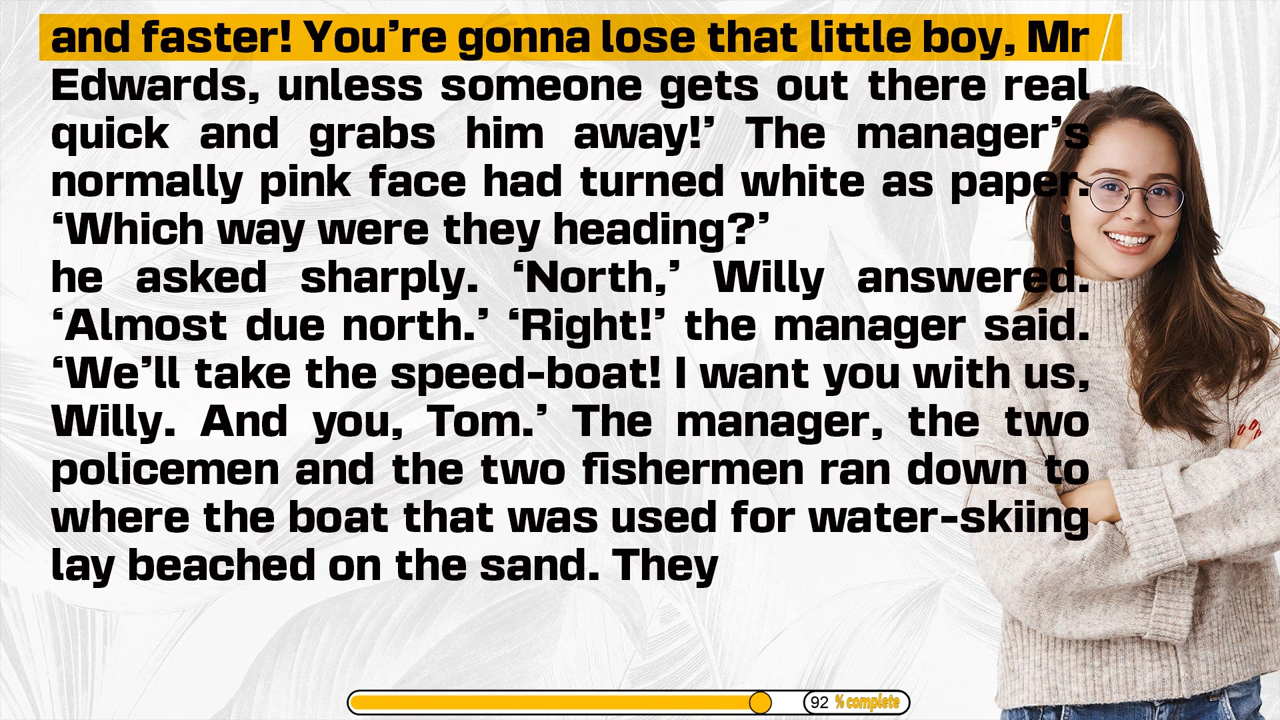 and faster! You’re gonna lose that little boy, Mr
Edwards, unless someone gets out there real
quick and grabs him away!’ The manager’s
normally pink face had turned white as paper.
‘Which way were they heading?’
he asked sharply. ‘North,’ Willy answered.
‘Almost due north.’ ‘Right!’ the manager said.
‘We’ll take the speed-boat! I want you with us,
Willy. And you, Tom.’ The manager, the two
policemen and the two fishermen ran down to
where the boat that was used for water-skiing
lay beached on the sand. They
92 % complete